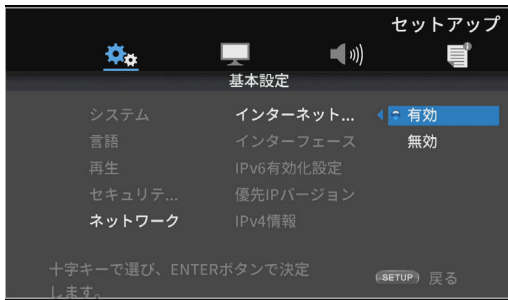 セットアップ
基本設定
システム
インターネット...
有効
言語
インターフェース
無効
再生
IPv6有効化設定
セキュリテ...
優先IPバージョン
ネットワーク
IPv4情報
十字キーで選び、ENTERボタンで決定
します。
SETUP 戻る